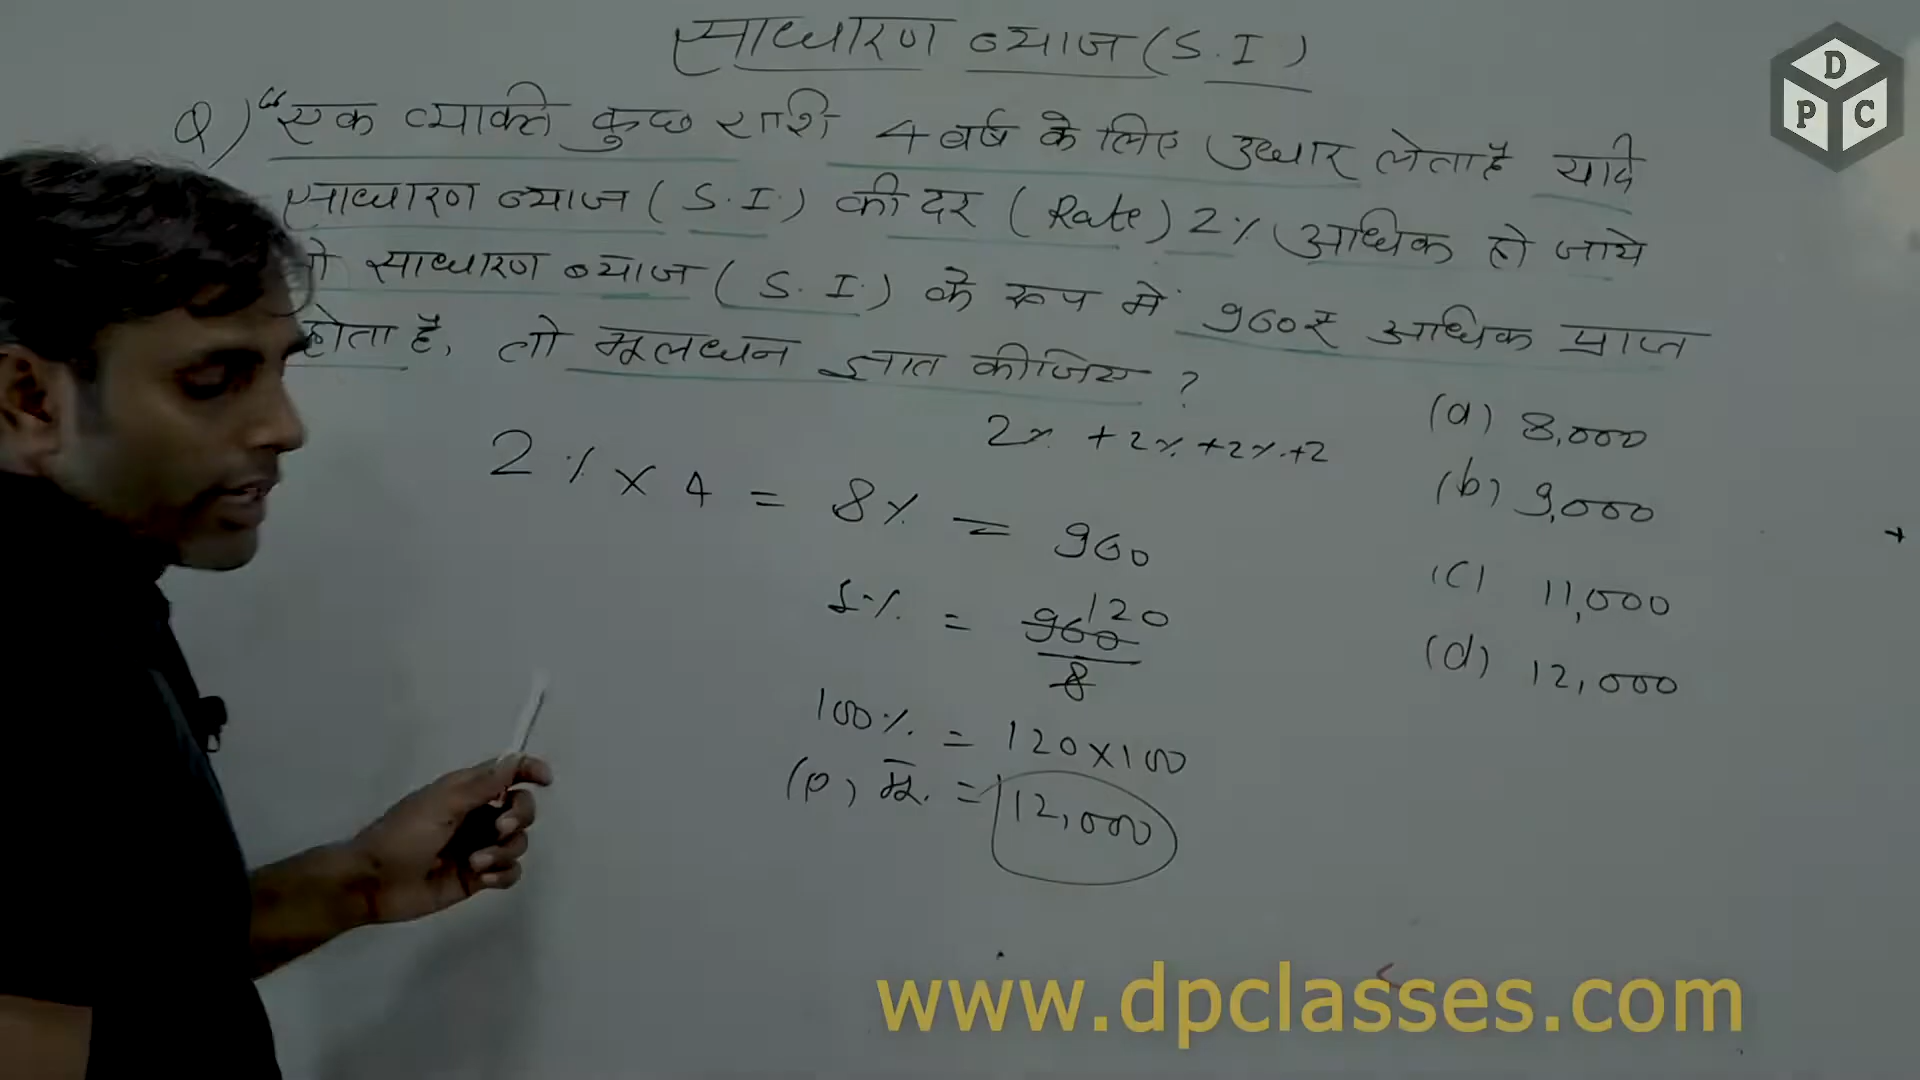 साधारण ब्याज (S.I)
Q) "एक व्यक्ति कुछ राशि 4 वर्ष के लिए उधार लेता है यदि
साधारण ब्याज (S.I.) की दर (Rate) 2% अधिक हो जाये
साधारण ब्याज (S.I.) के रूप में 960₹ अधिक प्राप्त
होता है, तो मूलधन ज्ञात कीजिए ?
2% + 2% + 2% + 2
2% × 4 = 8% = 960
1% = 960/8 120
100% = 120×100
(P) मू. = 12,000
(a) 8,000
(b) 9,000
(c) 11,000
(d) 12,000
D
P C
www.dpclasses.com